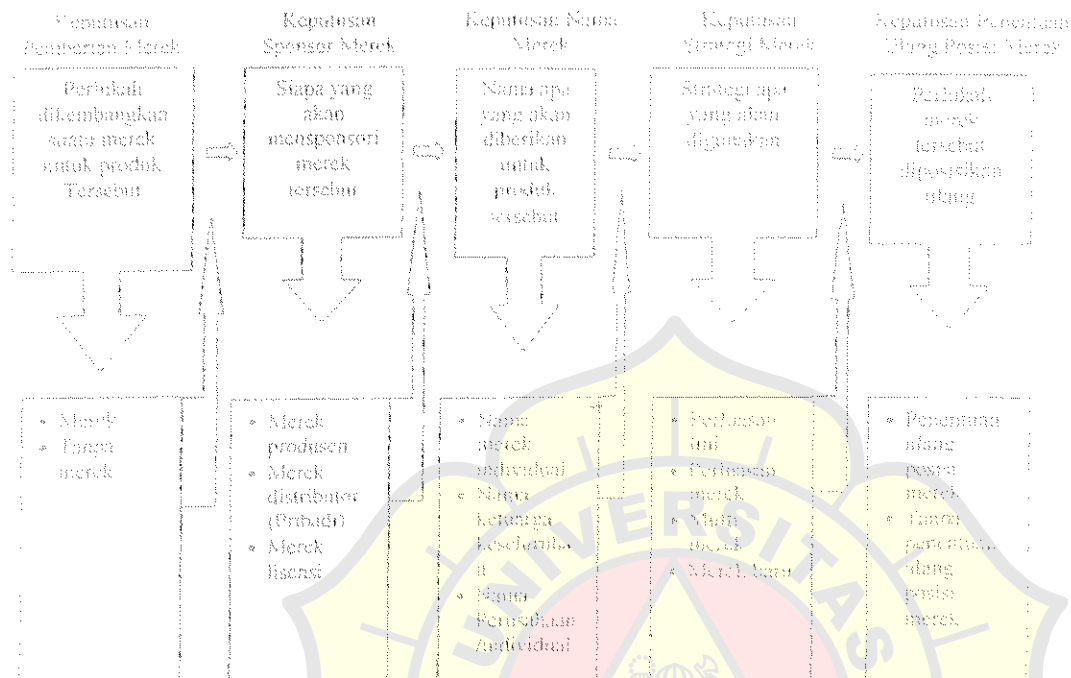 Keputusan
Pemberian Merek
Perlukah
dikembangkan
suatu merek
untuk produk
Tersebut
Merek
Tanpa
merek
Keputusan
Sponsor Merek
Siapa yang
akan
mensponsori
merek
tersebut
Merek
produsen
Merek
distributor
(Pribadi)
Merek
lisensi
Keputusan Nama
Merek
Nama apa
yang akan
diberikan
untuk
produk
tersebut
Nama
merek
individual
Nama
keluarga
keseluruha
n
Nama
Perusahaan
/individual
Keputusan
Strategi Merek
Strategi apa
yang akan
digunakan
Perluasan
lini
Perluasan
merek
Multi
merek
Merek baru
Keputusan Penentuan
Ulang Posisi Merek
Perlukah
merek
tersebut
diposisikan
ulang
Penentuan
ulang
posisi
merek
Tanpa
penentuan
ulang
posisi
merek
UNIVERSITAS